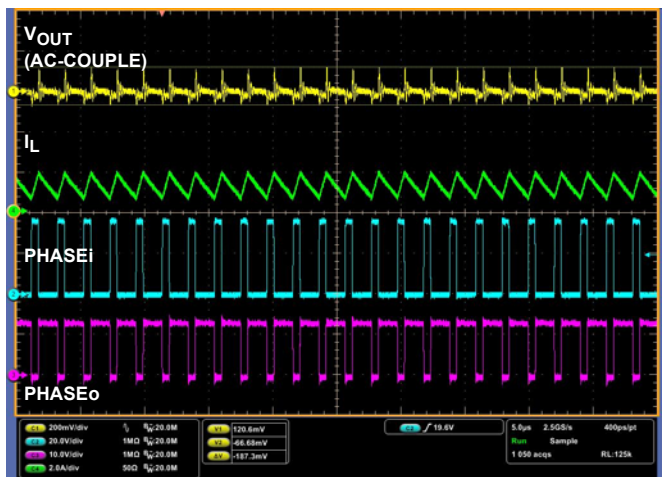 VOUT
(AC-COUPLE)
IL
PHASEi
PHASEo
C1 200mV/div BW:20.0M
C2 20.0V/div 1MΩ BW:20.0M
C3 10.0V/div 1MΩ BW:20.0M
C4 2.0A/div 50Ω BW:20.0M
V1 120.6mV
V2 -66.68mV
ΔV -187.3mV
C2 19.6V
5.0µs 2.5GS/s 400ps/pt
Run Sample
1 050 acqs RL:125k